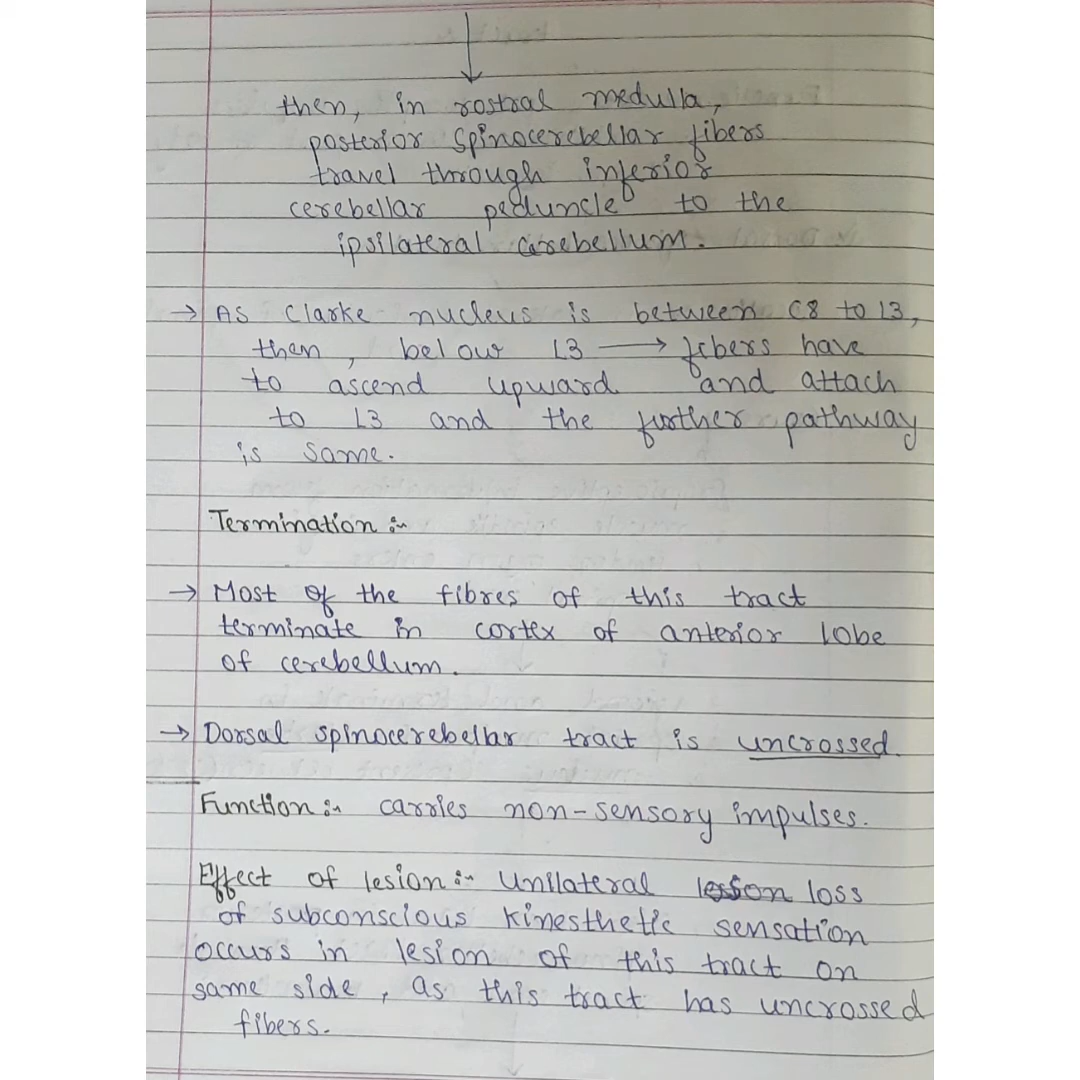 then, in rostral medulla,
posterior spinocerebellar fibers
travel through inferior
cerebellar peduncle to the
ipsilateral cerebellum.
→ As Clarke nucleus is between C8 to L3,
then, below L3 → fibers have
to ascend upward and attach
to L3 and the further pathway
is same.
Termination :-
→ Most of the fibres of this tract
terminate in cortex of anterior lobe
of cerebellum.
→ Dorsal spinocerebellar tract is uncrossed.
Function :- carries non-sensory impulses.
Effect of lesion :- Unilateral loss
of subconscious kinesthetic sensation
occurs in lesion of this tract on
same side, as this tract has uncrossed
fibers.